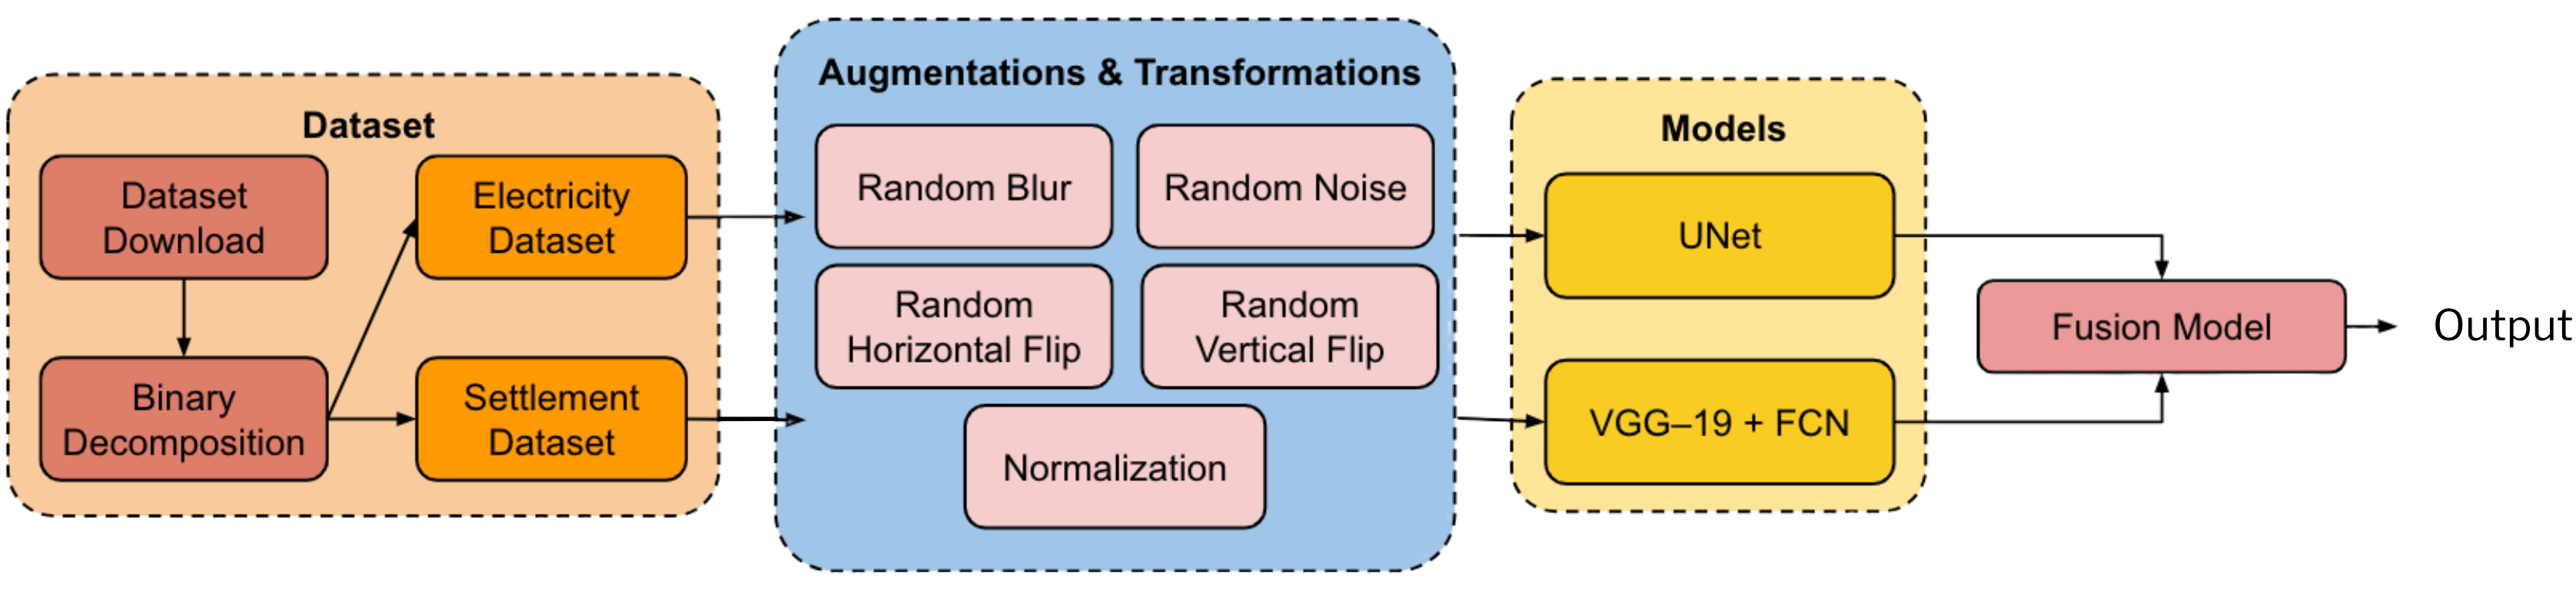 Dataset
Dataset
Download
Binary
Decomposition
Electricity
Dataset
Settlement
Dataset
Augmentations & Transformations
Random Blur
Random Noise
Random
Horizontal Flip
Random
Vertical Flip
Normalization
Models
UNet
VGG–19 + FCN
Fusion Model
Output